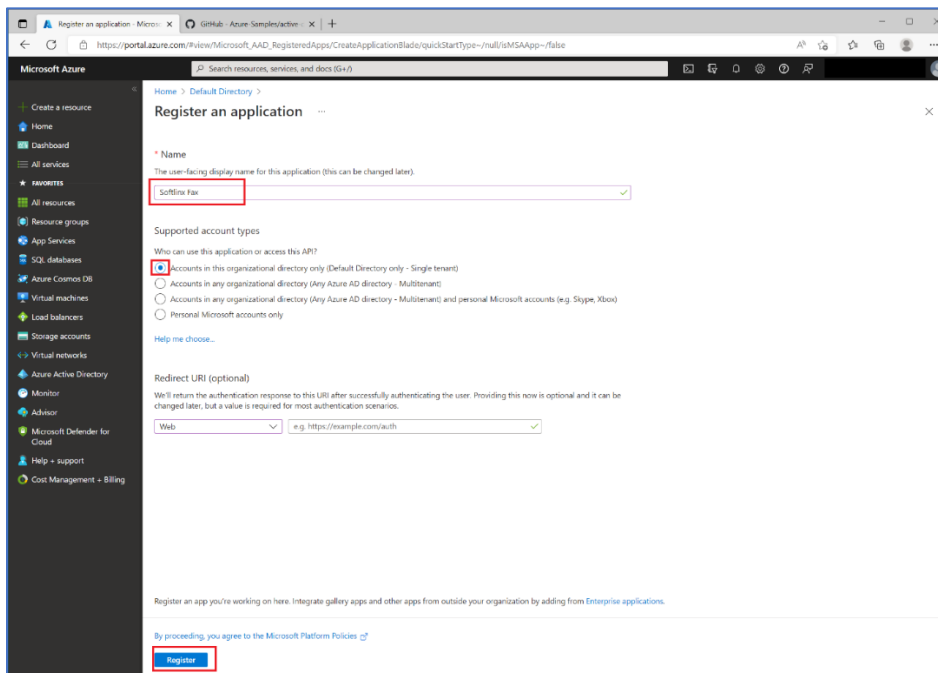 Register an application - Micros
GitHub - Azure-Samples/active-c
https://portal.azure.com/#view/Microsoft_AAD_RegisteredApps/CreateApplicationBlade/quickStartType~/null/isMSAApp~/false
Microsoft Azure
Search resources, services, and docs (G+/)
Create a resource
Home
Dashboard
All services
FAVORITES
All resources
Resource groups
App Services
SQL databases
Azure Cosmos DB
Virtual machines
Load balancers
Storage accounts
Virtual networks
Azure Active Directory
Monitor
Advisor
Microsoft Defender for
Cloud
Help + support
Cost Management + Billing
Home > Default Directory >
Register an application ...
* Name
The user-facing display name for this application (this can be changed later).
Softlinx Fax
Supported account types
Who can use this application or access this API?
Accounts in this organizational directory only (Default Directory only - Single tenant)
Accounts in any organizational directory (Any Azure AD directory - Multitenant)
Accounts in any organizational directory (Any Azure AD directory - Multitenant) and personal Microsoft accounts (e.g. Skype, Xbox)
Personal Microsoft accounts only
Help me choose...
Redirect URI (optional)
We'll return the authentication response to this URI after successfully authenticating the user. Providing this now is optional and it can be
changed later, but a value is required for most authentication scenarios.
Web
e.g. https://example.com/auth
Register an app you're working on here. Integrate gallery apps and other apps from outside your organization by adding from Enterprise applications.
By proceeding, you agree to the Microsoft Platform Policies
Register